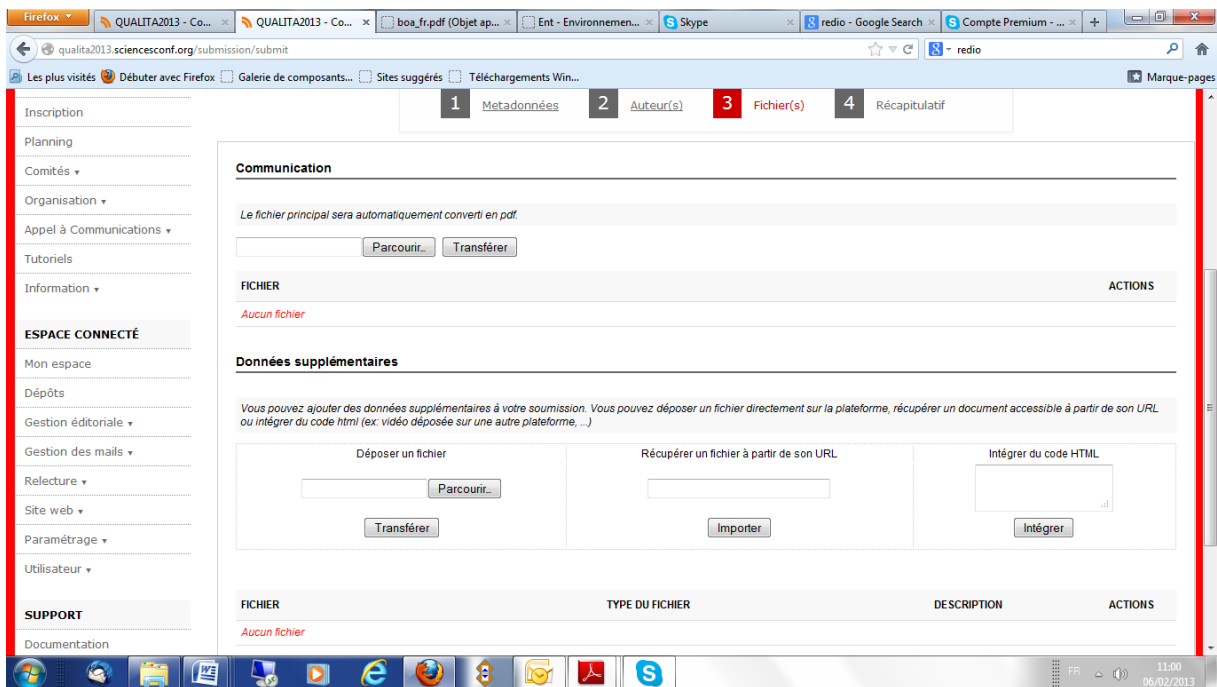 Firefox
QUALITA2013 - Co...
QUALITA2013 - Co...
boa_fr.pdf (Objet ap...
Ent - Environnemen...
Skype
redio - Google Search
Compte Premium - ...
qualita2013.sciencesconf.org/submission/submit
redio
Les plus visités
Débuter avec Firefox
Galerie de composants...
Sites suggérés
Téléchargements Win...
Marque-pages
1 Metadonnées 2 Auteur(s) 3 Fichier(s) 4 Récapitulatif
Inscription
Planning
Comités
Organisation
Appel à Communications
Tutoriels
Information
ESPACE CONNECTÉ
Mon espace
Dépôts
Gestion éditoriale
Gestion des mails
Relecture
Site web
Paramétrage
Utilisateur
SUPPORT
Documentation
Communication
Le fichier principal sera automatiquement converti en pdf.
Parcourir... Transférer
FICHIER ACTIONS
Aucun fichier
Données supplémentaires
Vous pouvez ajouter des données supplémentaires à votre soumission. Vous pouvez déposer un fichier directement sur la plateforme, récupérer un document accessible à partir de son URL
ou intégrer du code html (ex: vidéo déposée sur une autre plateforme, ...)
Déposer un fichier Récupérer un fichier à partir de son URL Intégrer du code HTML
Parcourir...
Transférer Importer Intégrer
FICHIER TYPE DU FICHIER DESCRIPTION ACTIONS
Aucun fichier
FR
11:00
06/02/2013